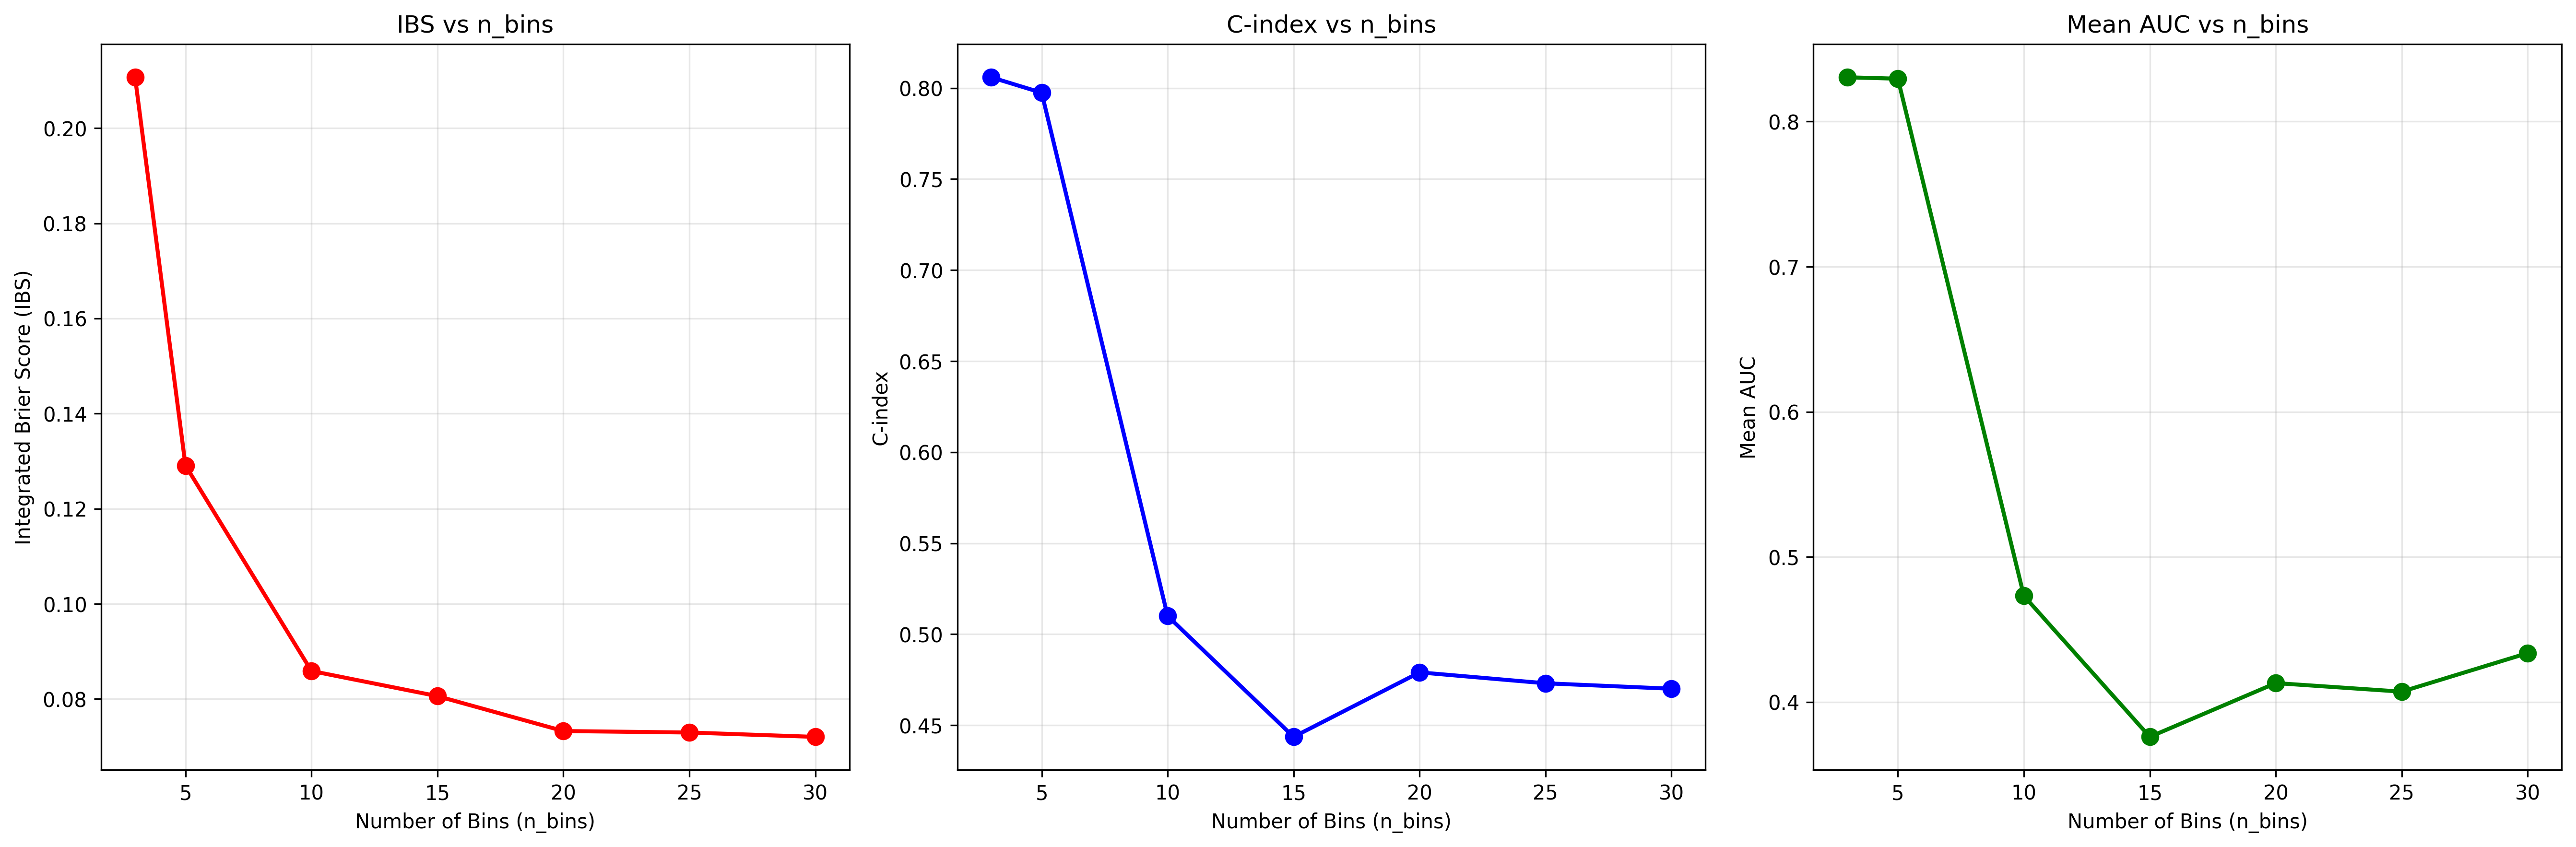 IBS vs n_bins
Integrated Brier Score (IBS)
0.20
0.18
0.16
0.14
0.12
0.10
0.08
5 10 15 20 25 30
Number of Bins (n_bins)
C-index vs n_bins
C-index
0.80
0.75
0.70
0.65
0.60
0.55
0.50
0.45
5 10 15 20 25 30
Number of Bins (n_bins)
Mean AUC vs n_bins
Mean AUC
0.8
0.7
0.6
0.5
0.4
5 10 15 20 25 30
Number of Bins (n_bins)